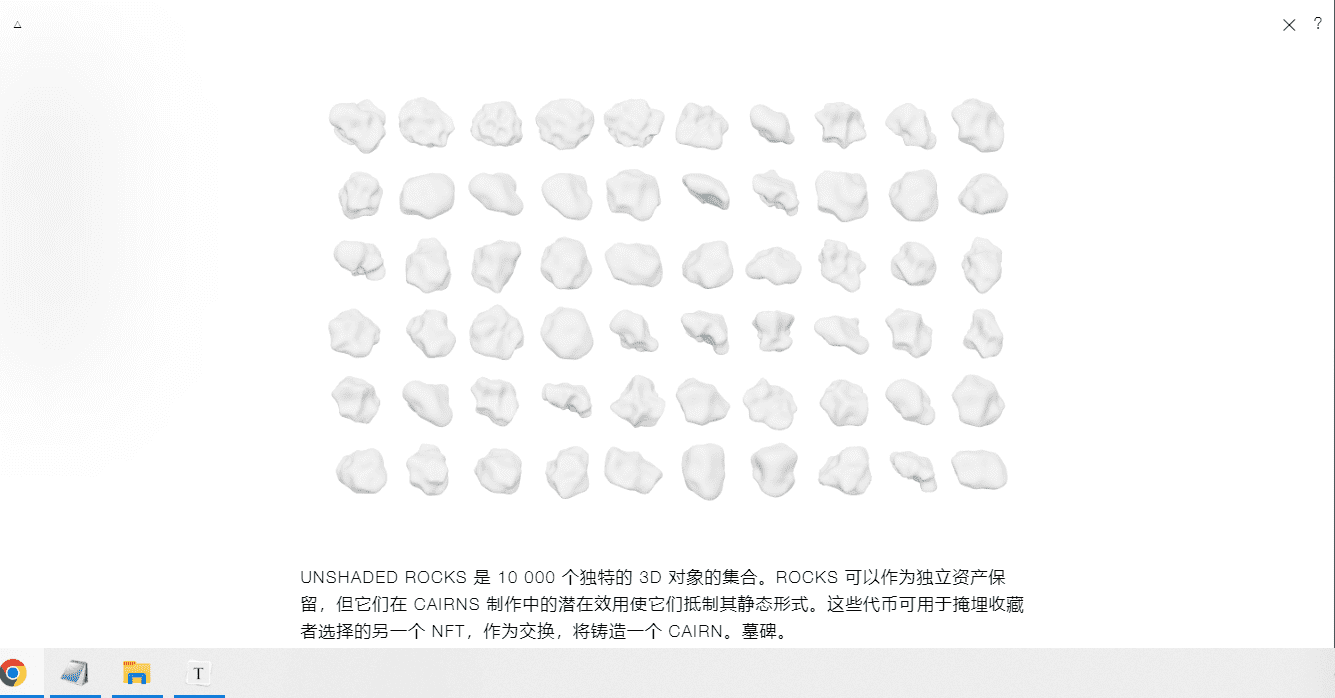 ?
UNSHADED ROCKS 是 10 000 个独特的 3D 对象的集合。ROCKS 可以作为独立资产保
留，但它们在 CAIRNS 制作中的潜在效用使它们抵制其静态形式。这些代币可用于掩埋收藏
者选择的另一个 NFT，作为交换，将铸造一个 CAIRN。墓碑。
T